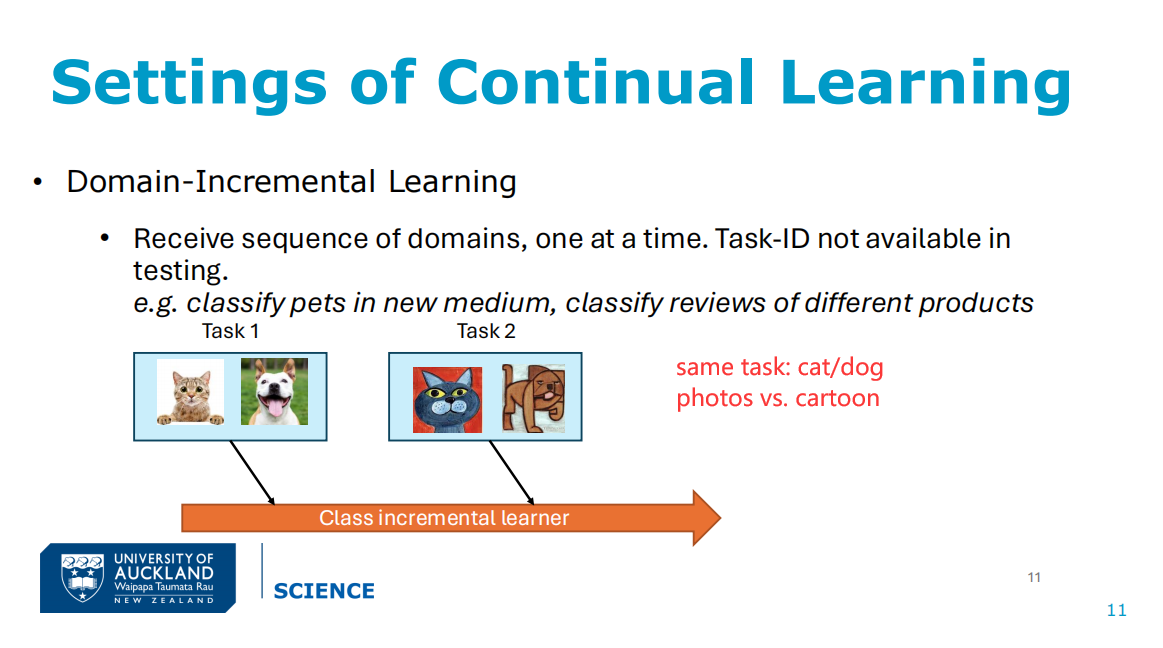 Settings of Continual Learning
• Domain-Incremental Learning
• Receive sequence of domains, one at a time. Task-ID not available in
testing.
e.g. classify pets in new medium, classify reviews of different products
Task 1
Task 2
same task: cat/dog
photos vs. cartoon
Class incremental learner
UNIVERSITY OF
AUCKLAND
Waipapa Taumata Rau
NEW ZEALAND
SCIENCE
11
11